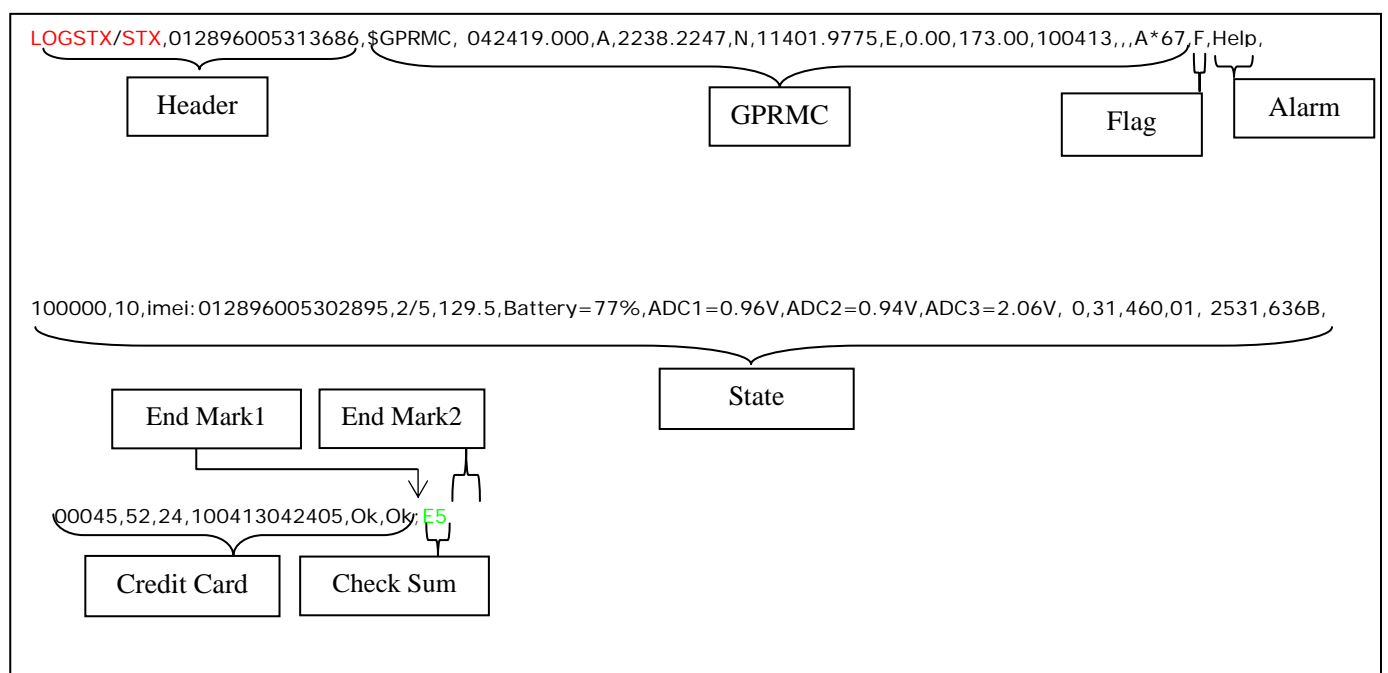 LOGSTX/STX,012896005313686,$GPRMC, 042419.000,A,2238.2247,N,11401.9775,E,0.00,173.00,100413,,,A*67,F,Help,
Header
GPRMC
Flag
Alarm
100000,10,imei:012896005302895,2/5,129.5,Battery=77%,ADC1=0.96V,ADC2=0.94V,ADC3=2.06V, 0,31,460,01, 2531,636B,
State
End Mark1
End Mark2
00045,52,24,100413042405,Ok,Ok;E5
Credit Card
Check Sum